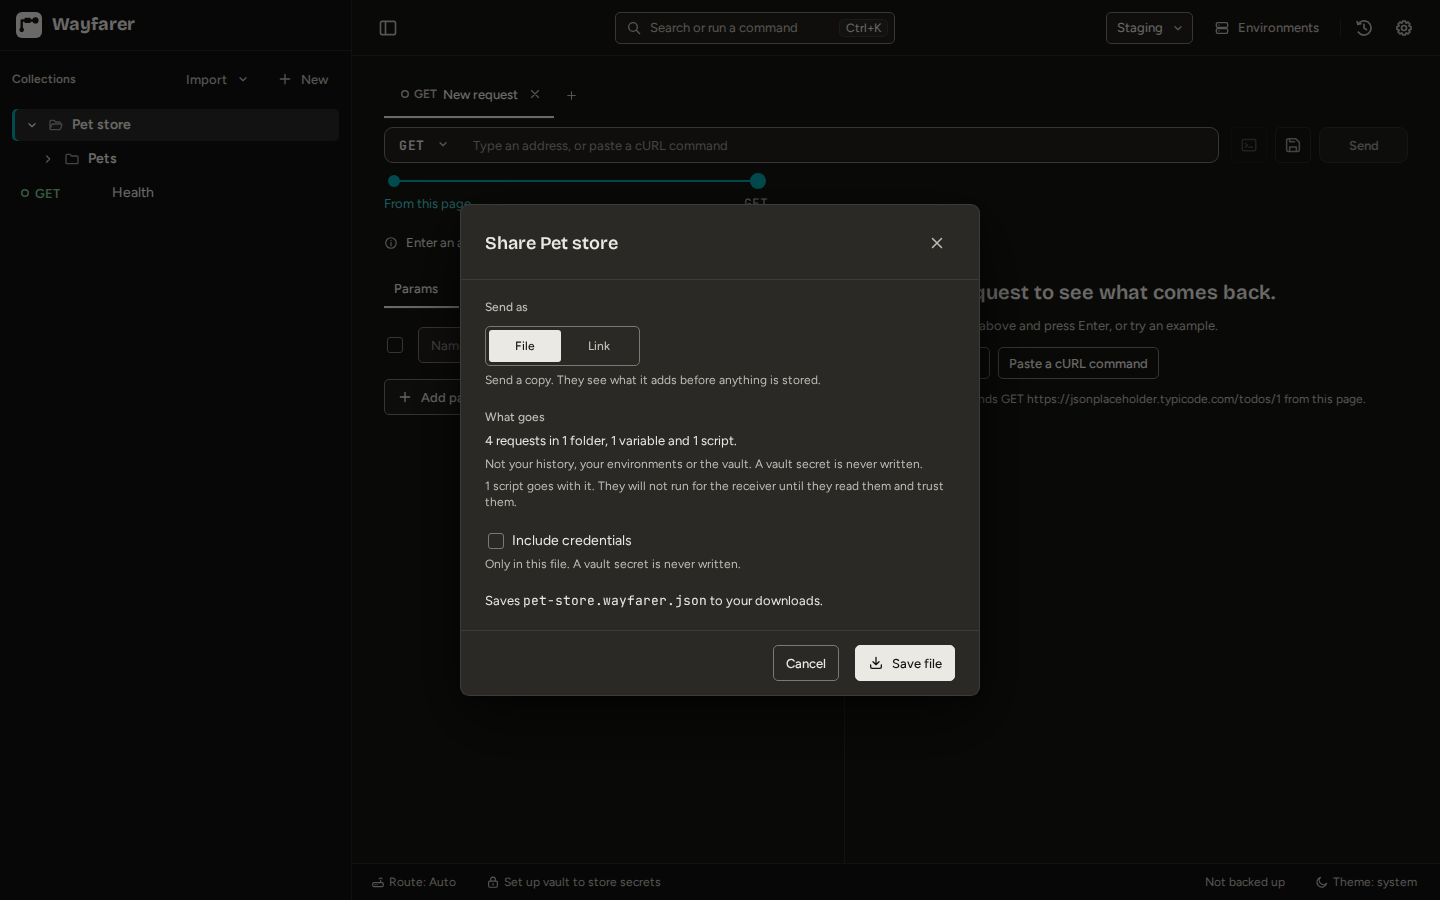 Wayfarer
Search or run a command
Ctrl+K
Staging
Environments
Collections
Import
New
GET New request
Pet store
Pets
GET Health
GET
Type an address, or paste a cURL command
Send
From this page
GET
Enter an a
Share Pet store
Params
quest to see what comes back.
Send as
above and press Enter, or try an example.
File
Link
Nam
Paste a cURL command
Send a copy. They see what it adds before anything is stored.
Add pa
nds GET https://jsonplaceholder.typicode.com/todos/1 from this page.
What goes
4 requests in 1 folder, 1 variable and 1 script.
Not your history, your environments or the vault. A vault secret is never written.
1 script goes with it. They will not run for the receiver until they read them and trust
them.
Include credentials
Only in this file. A vault secret is never written.
Saves pet-store.wayfarer.json to your downloads.
Cancel
Save file
Route: Auto
Set up vault to store secrets
Not backed up
Theme: system